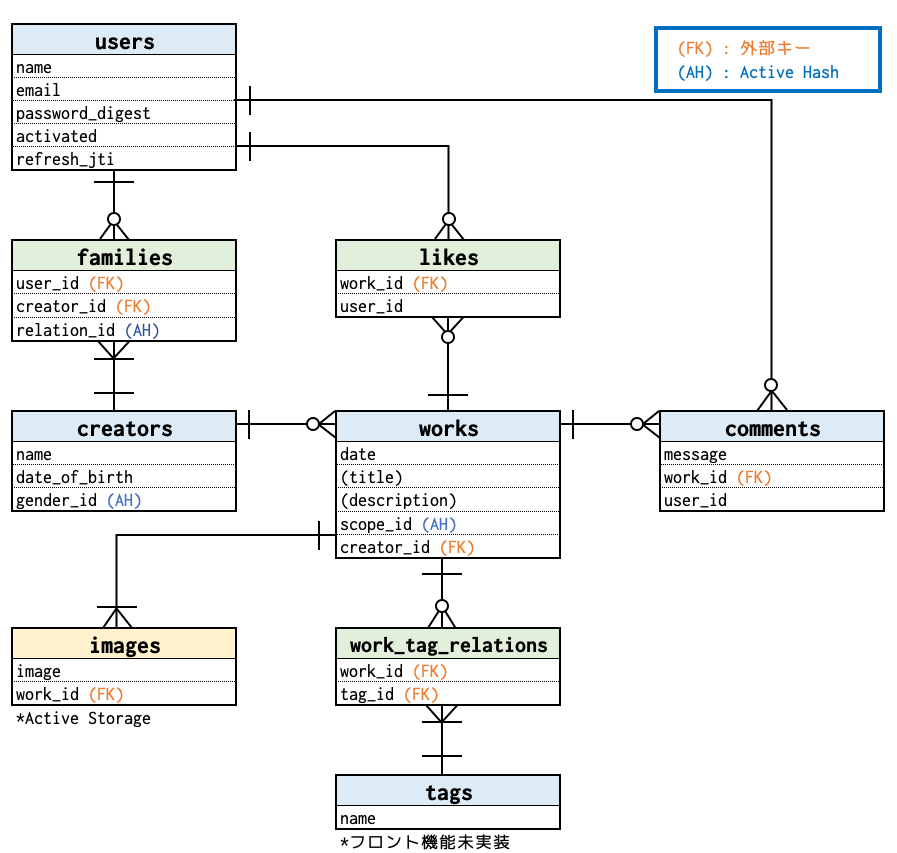 users
name
email
password_digest
activated
refresh_jti
(FK) : 外部キー
(AH) : Active Hash
families
user_id (FK)
creator_id (FK)
relation_id (AH)
likes
work_id (FK)
user_id
creators
name
date_of_birth
gender_id (AH)
works
date
(title)
(description)
scope_id (AH)
creator_id (FK)
comments
message
work_id (FK)
user_id
images
image
work_id (FK)
*Active Storage
work_tag_relations
work_id (FK)
tag_id (FK)
tags
name
*フロント機能未実装